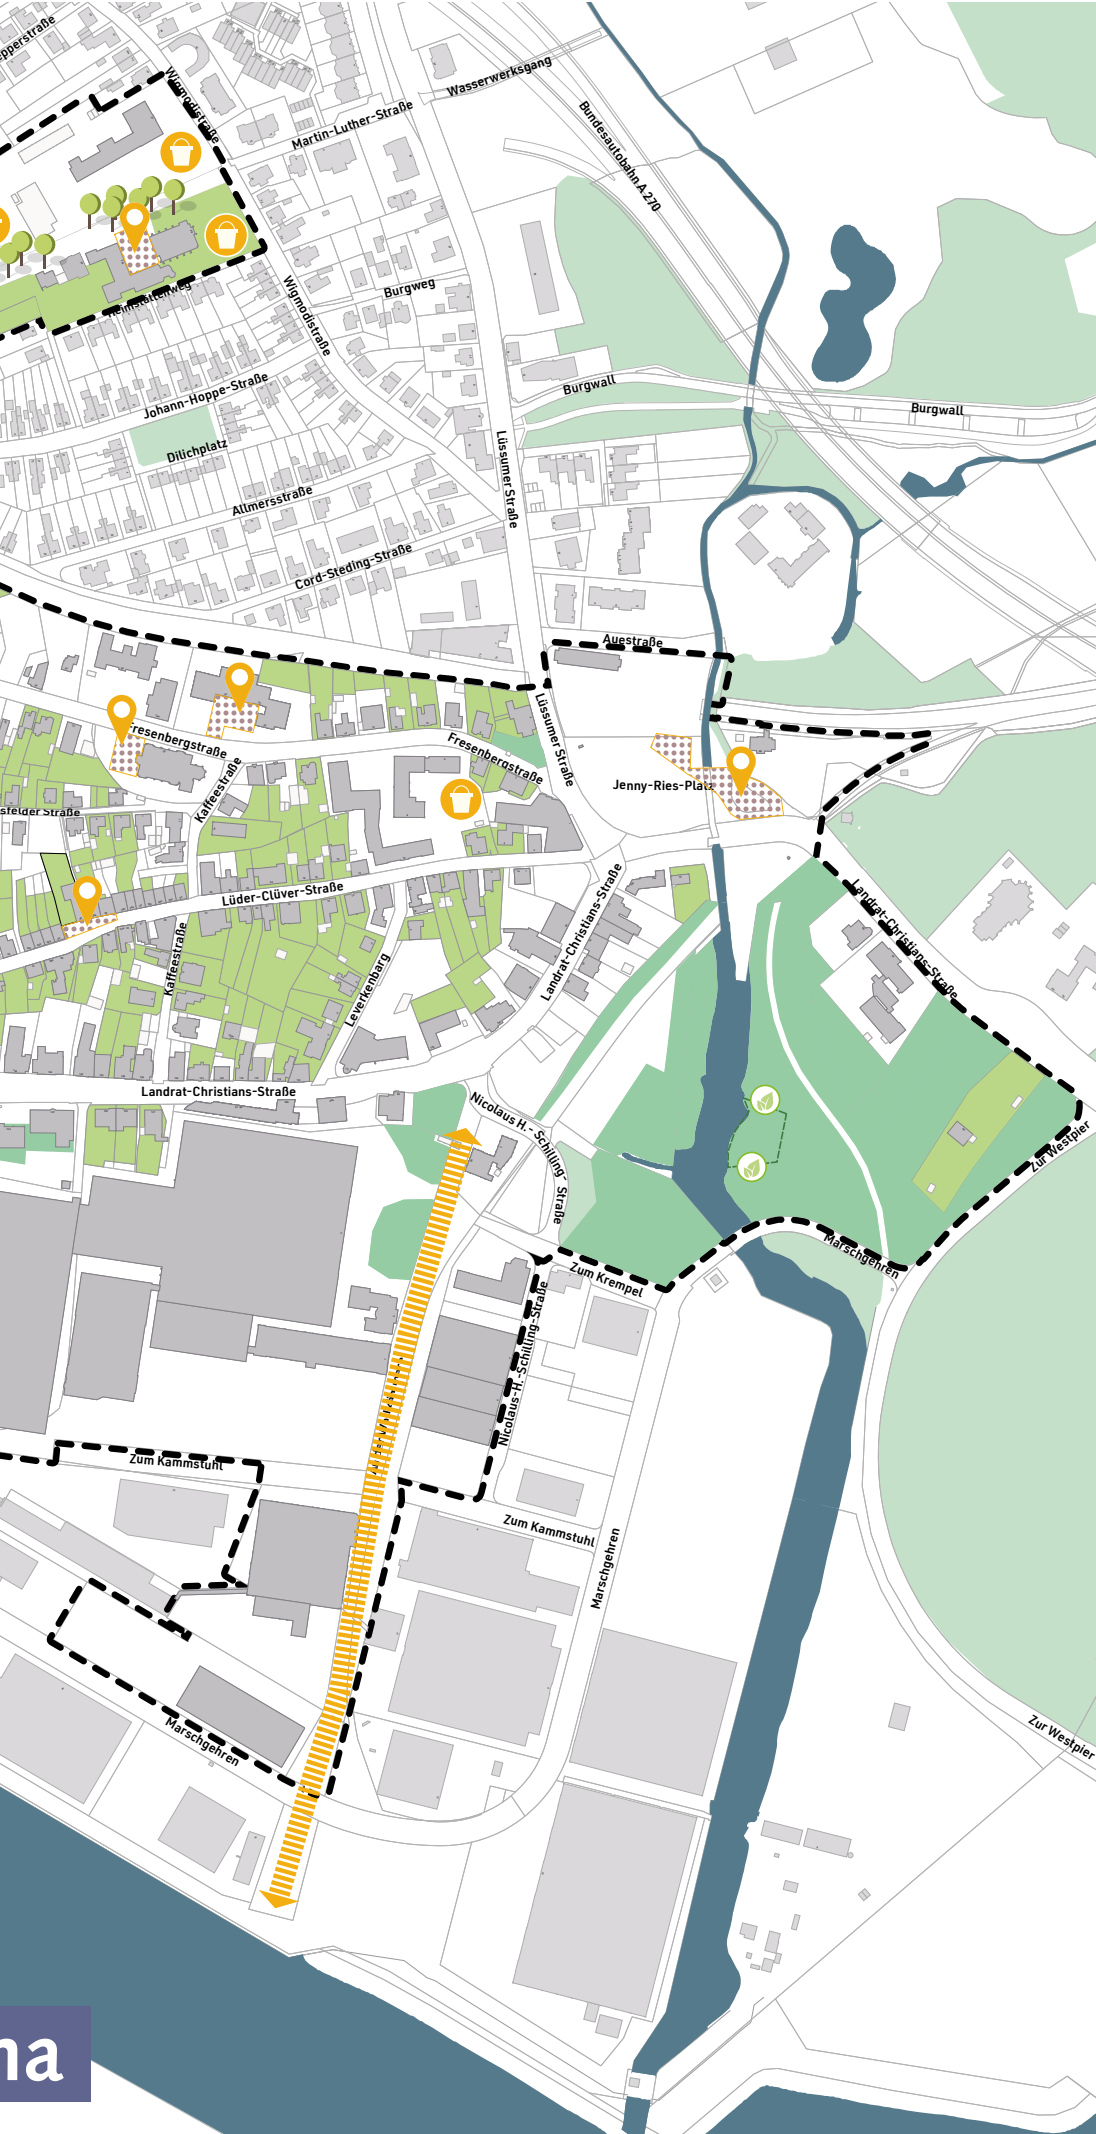 Wigmodistraße
Wasserwerksgang
Martin-Luther-Straße
Bundesautobahn A 270
Heimstättenweg
Wigmodistraße
Burgweg
Johann-Hoppe-Straße
Burgwall
Burgwall
Dilichplatz
Lüssumer Straße
Allmersstraße
Cord-Steding-Straße
Auestraße
Lüssumer Straße
Fresenbergstraße
Fresenbergstraße
Kaffeestraße
Jenny-Ries-Platz
sfelder Straße
Lüder-Clüver-Straße
Landrat-Christians-Straße
Landrat-Christians-Straße
Kaffeestraße
Leverkenbarg
Landrat-Christians-Straße
Nicolaus H.- Schilling- Straße
Zur Westpier
Marschgehren
Zum Krempel
Nicolaus-H.-Schilling-Straße
Zum Kammstuhl
Zum Kammstuhl
Marschgehren
Marschgehren
Zur Westpier
na